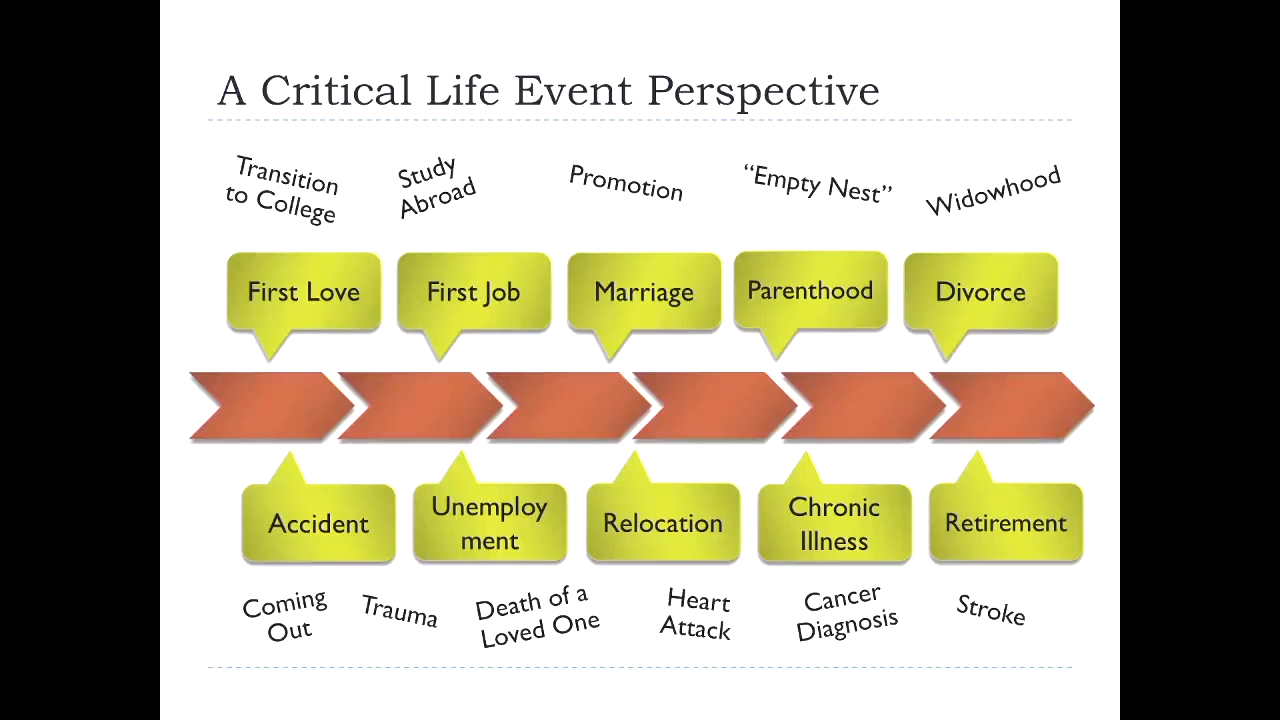 A Critical Life Event Perspective
Transition
to College
Study
Abroad
Promotion
“Empty Nest”
Widowhood
First Love
First Job
Marriage
Parenthood
Divorce
Accident
Unemploy
ment
Relocation
Chronic
Illness
Retirement
Coming
Out
Trauma
Death of a
Loved One
Heart
Attack
Cancer
Diagnosis
Stroke